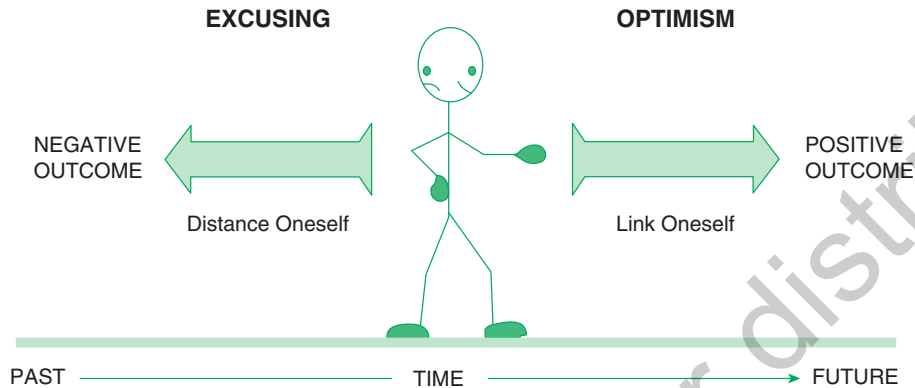 EXCUSING
OPTIMISM
NEGATIVE
OUTCOME
POSITIVE
OUTCOME
Distance Oneself
Link Oneself
PAST
TIME
FUTURE